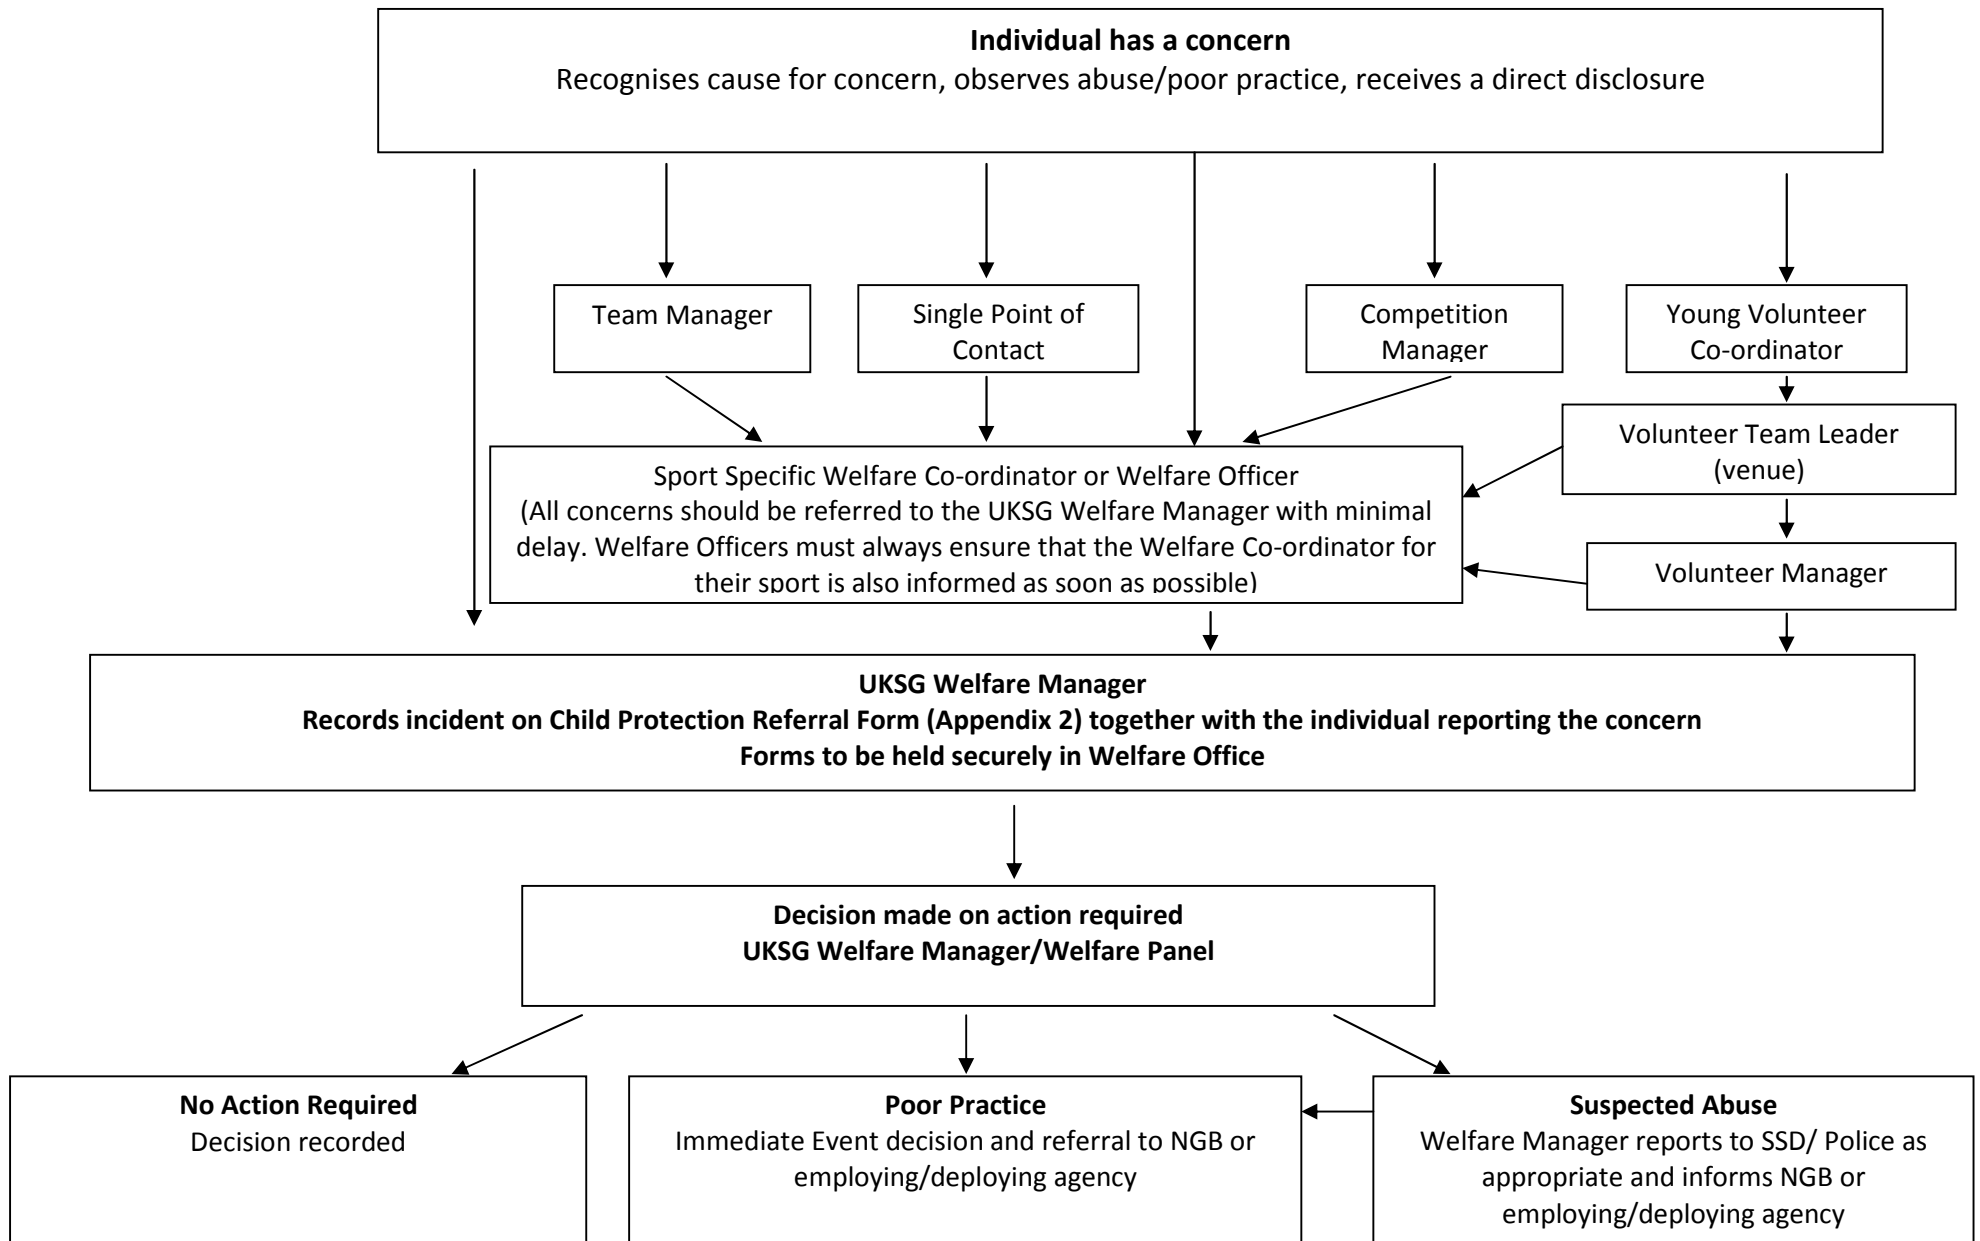 Individual has a concern
Recognises cause for concern, observes abuse/poor practice, receives a direct disclosure
Team Manager
Single Point of
Contact
Competition
Manager
Young Volunteer
Co-ordinator
Volunteer Team Leader
(venue)
Sport Specific Welfare Co-ordinator or Welfare Officer
(All concerns should be referred to the UKSG Welfare Manager with minimal
delay. Welfare Officers must always ensure that the Welfare Co-ordinator for
their sport is also informed as soon as possible)
Volunteer Manager
UKSG Welfare Manager
Records incident on Child Protection Referral Form (Appendix 2) together with the individual reporting the concern
Forms to be held securely in Welfare Office
Decision made on action required
UKSG Welfare Manager/Welfare Panel
No Action Required
Decision recorded
Poor Practice
Immediate Event decision and referral to NGB or
employing/deploying agency
Suspected Abuse
Welfare Manager reports to SSD/ Police as
appropriate and informs NGB or
employing/deploying agency